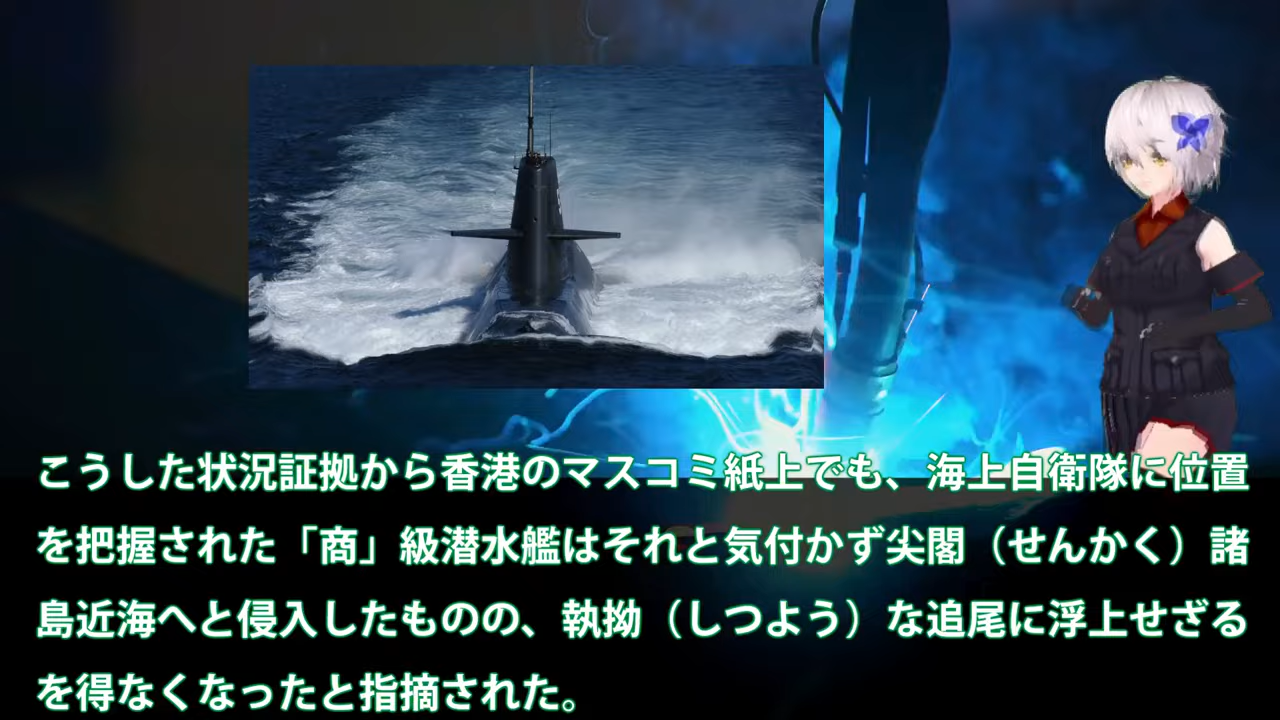 こうした状況証拠から香港のマスコミ紙上でも、海上自衛隊に位置
を把握された「商」級潜水艦はそれと気付かず尖閣（せんかく）諸
島近海へと侵入したものの、執拗（しつよう）な追尾に浮上せざる
を得なくなったと指摘された。